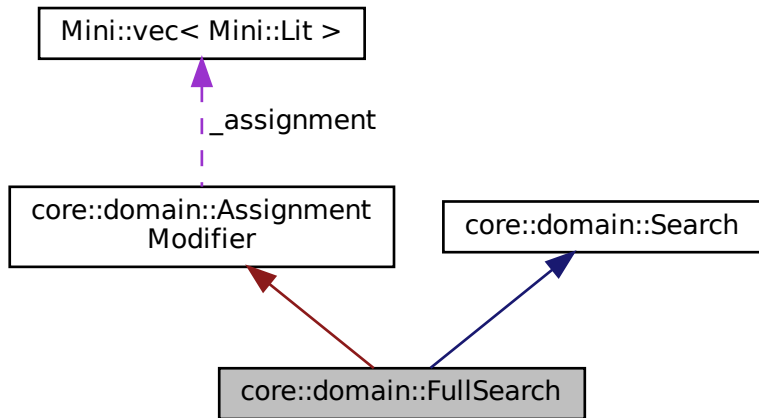 Mini::vec< Mini::Lit >
_assignment
core::domain::Assignment
Modifier
core::domain::Search
core::domain::FullSearch